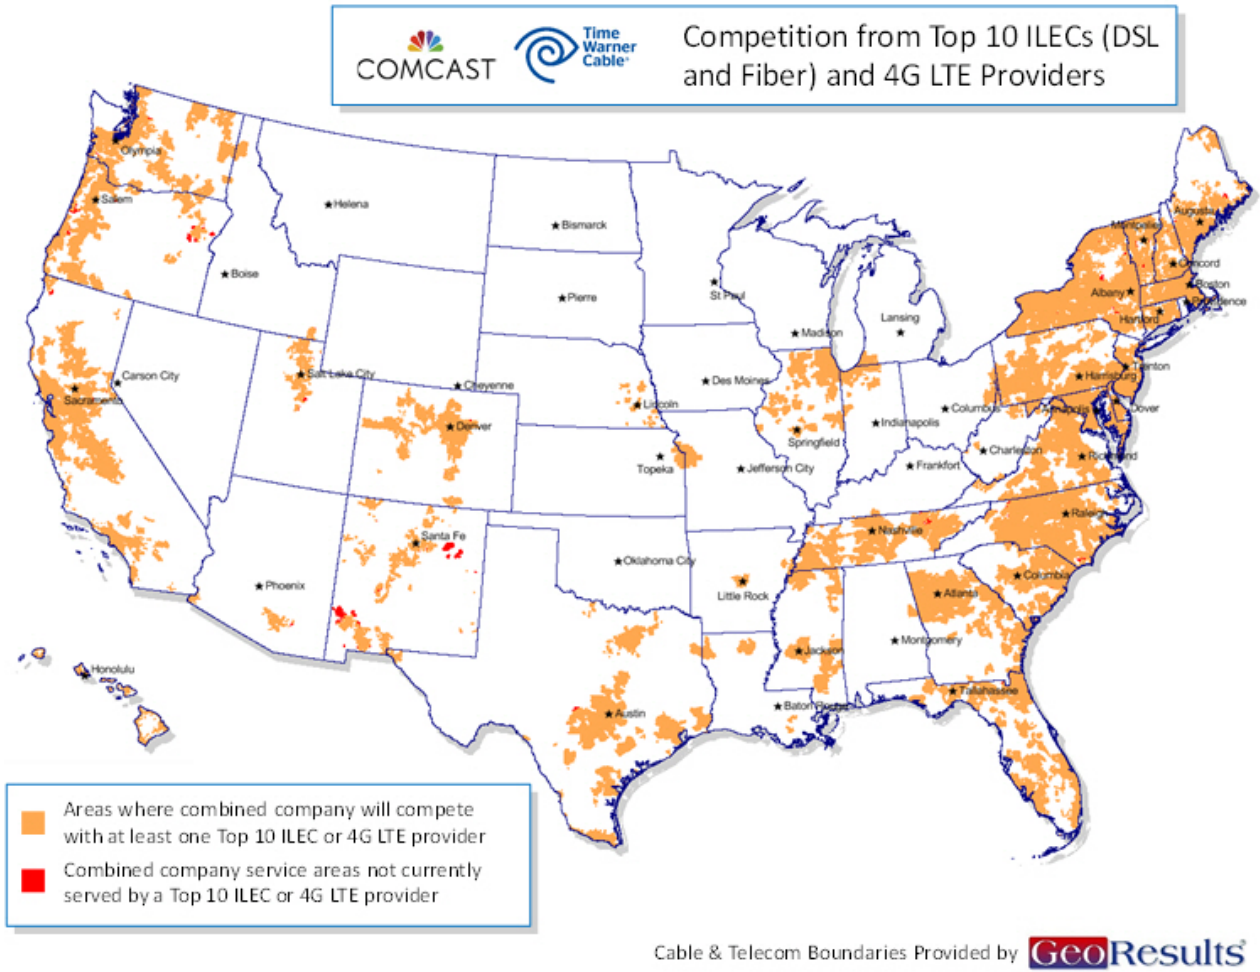 COMCAST
Time
Warner
Cable
Competition from Top 10 ILECs (DSL
and Fiber) and 4G LTE Providers
Olympia
Salem
Helena
Bismarck
Boise
Pierre
St Paul
Madison
Lansing
Montpelier
Augusta
Concord
Albany
Boston
Providence
Hartford
Carson City
Sacramento
Salt Lake City
Cheyenne
Denver
Lincoln
Des Moines
Topeka
Jefferson City
Springfield
Indianapolis
Columbus
Frankfort
Charleston
Harrisburg
Trenton
Annapolis
Dover
Richmond
Raleigh
Nashville
Columbia
Atlanta
Santa Fe
Oklahoma City
Phoenix
Little Rock
Montgomery
Jackson
Tallahassee
Baton Rouge
Austin
Honolulu
Areas where combined company will compete
with at least one Top 10 ILEC or 4G LTE provider
Combined company service areas not currently
served by a Top 10 ILEC or 4G LTE provider
Cable & Telecom Boundaries Provided by GeoResults